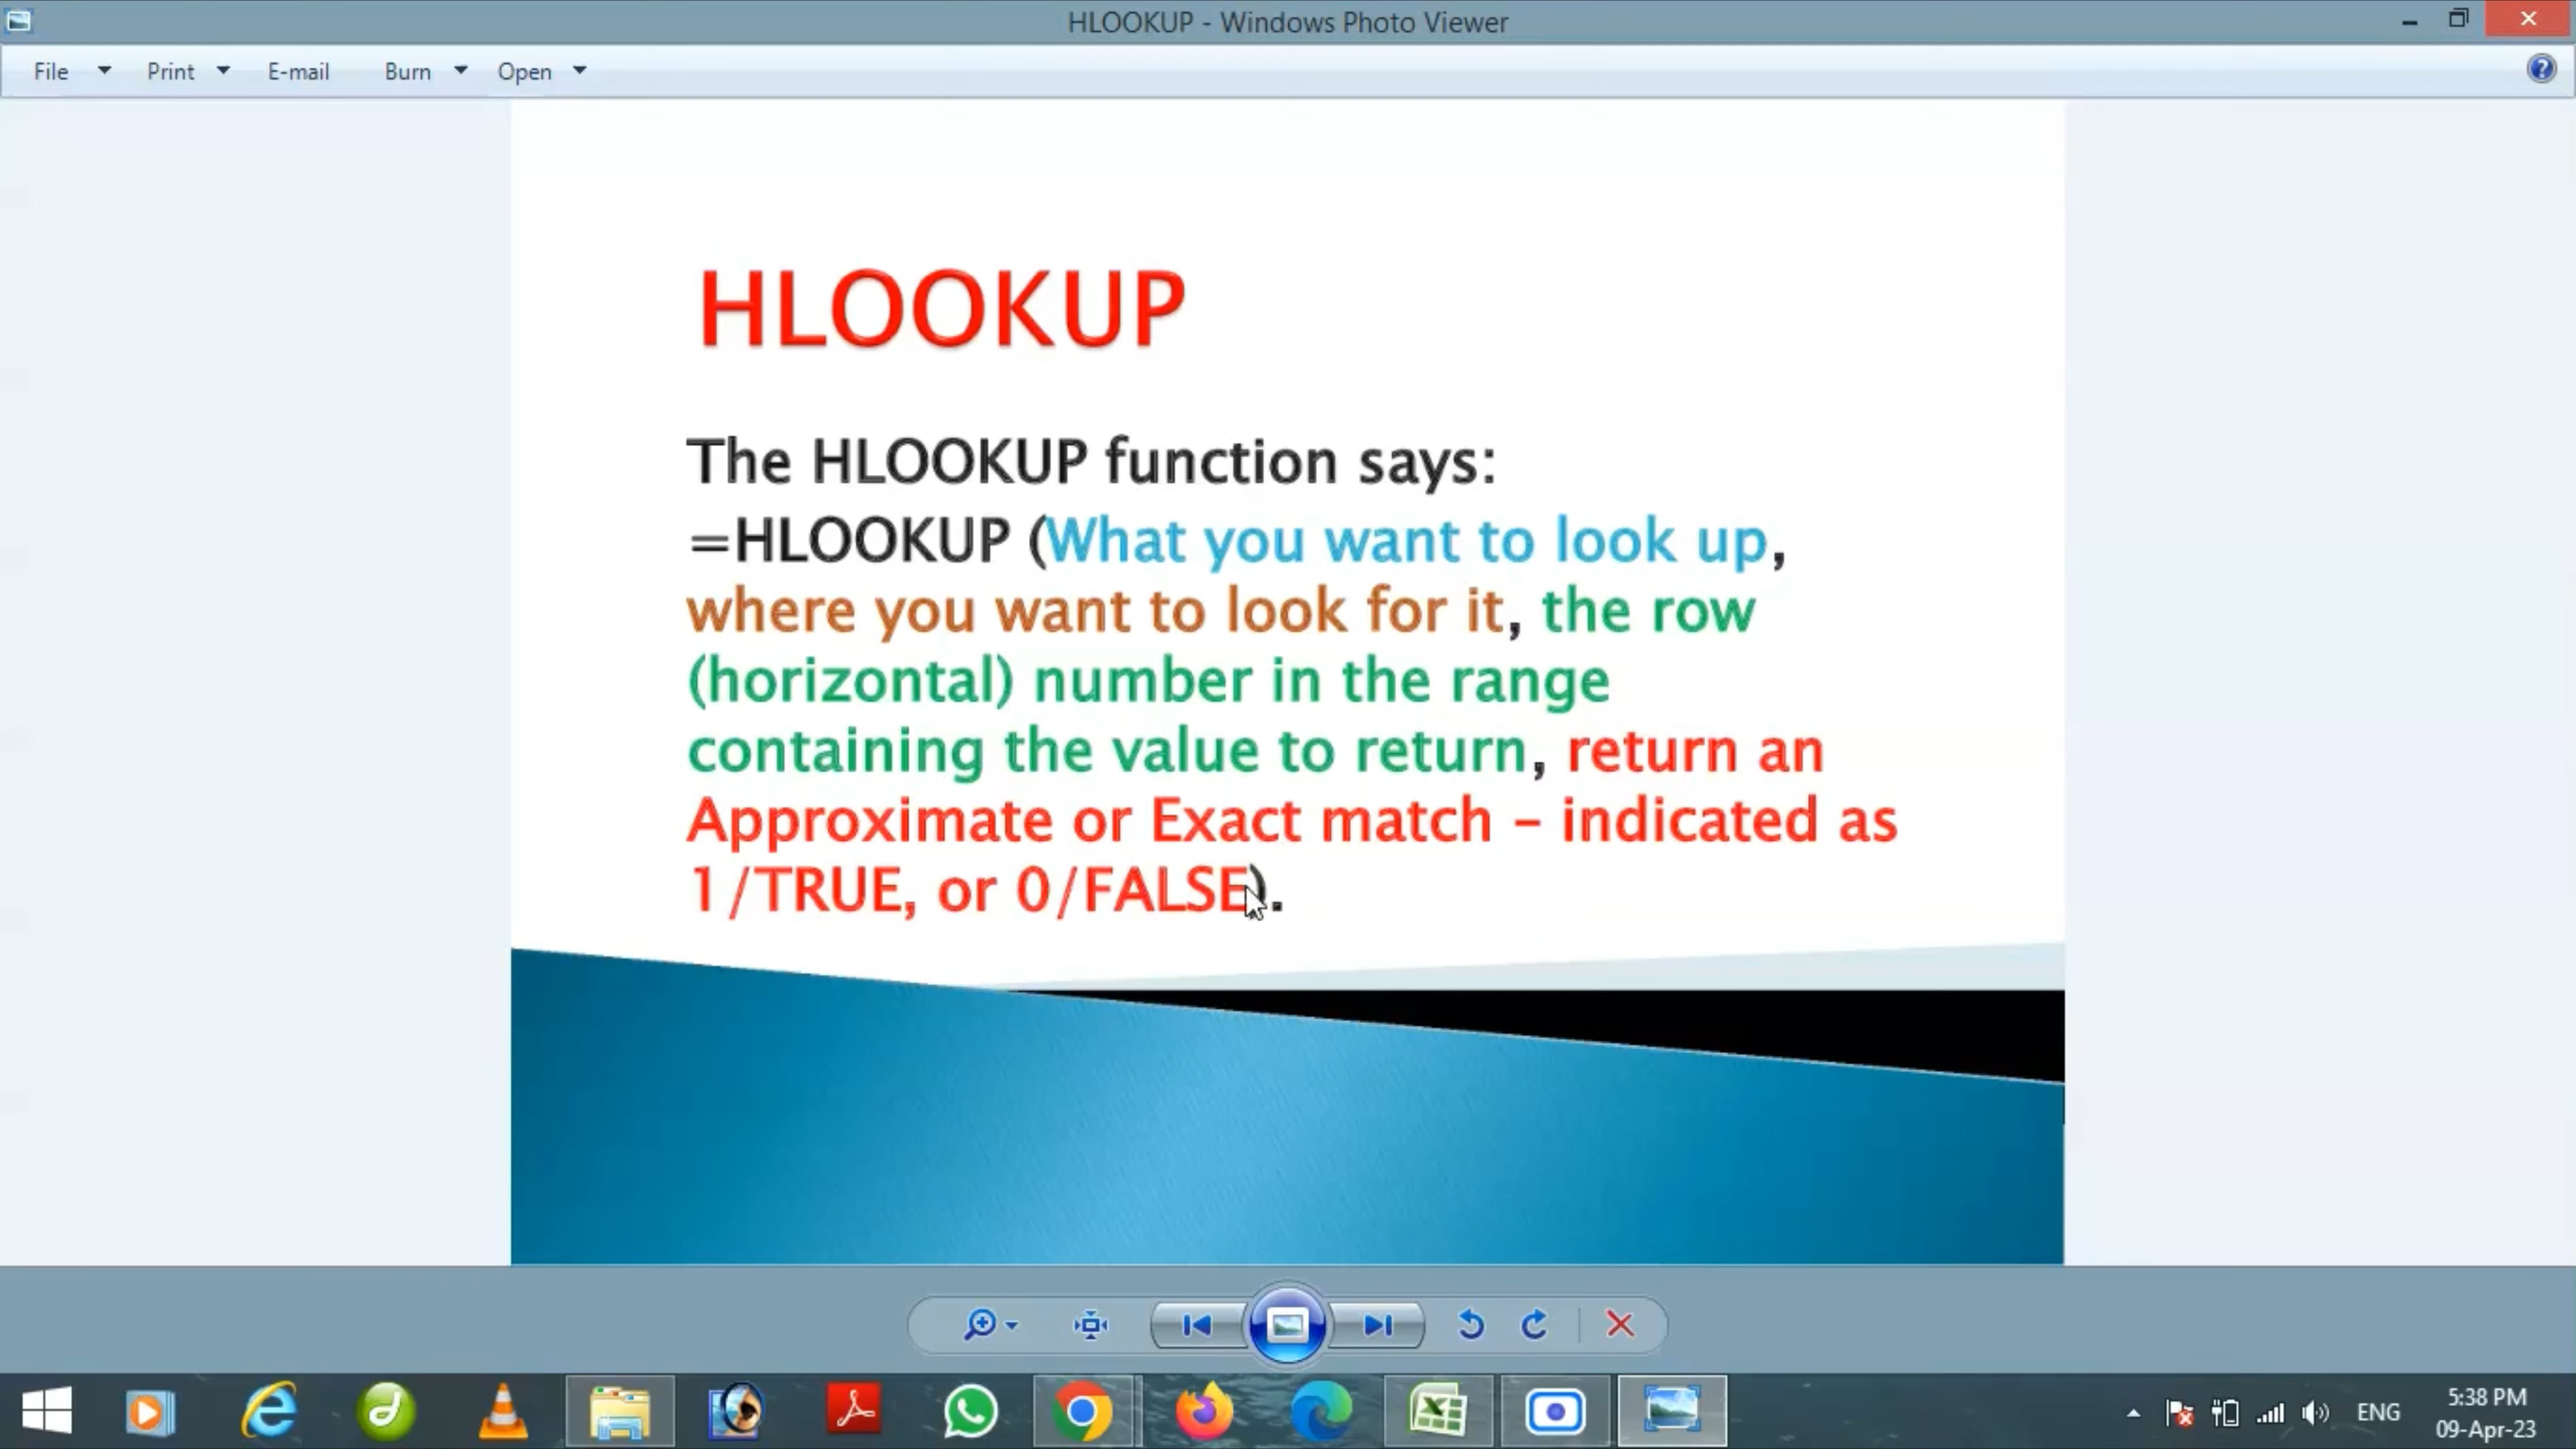 HLOOKUP - Windows Photo Viewer
File Print E-mail Burn Open
HLOOKUP
The HLOOKUP function says:
=HLOOKUP (What you want to look up,
where you want to look for it, the row
(horizontal) number in the range
containing the value to return, return an
Approximate or Exact match – indicated as
1/TRUE, or 0/FALSE).
ENG
5:38 PM
09-Apr-23